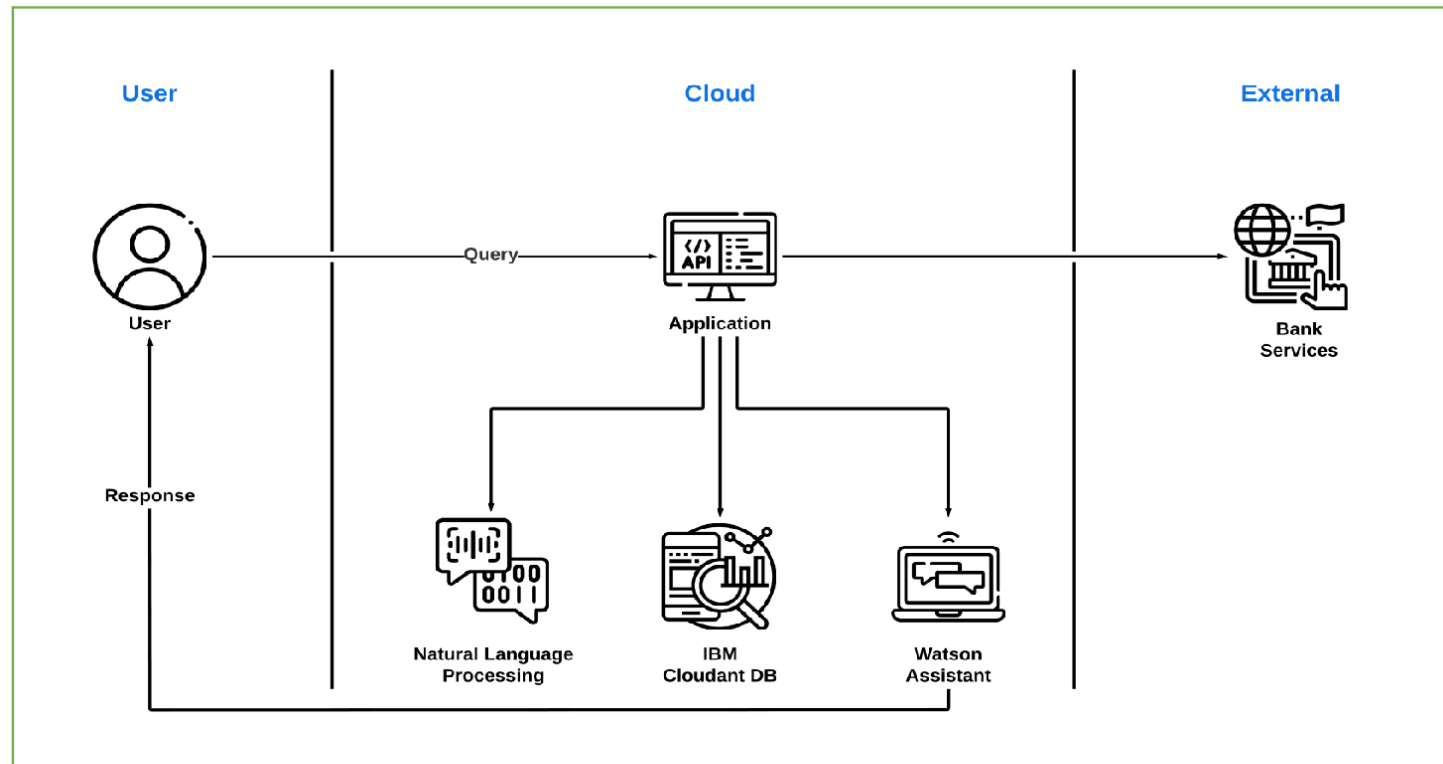 User
Cloud
External
Query
</>
API
User
Application
Bank
Services
Response
0100
0011
Natural Language
Processing
IBM
Cloudant DB
Watson
Assistant